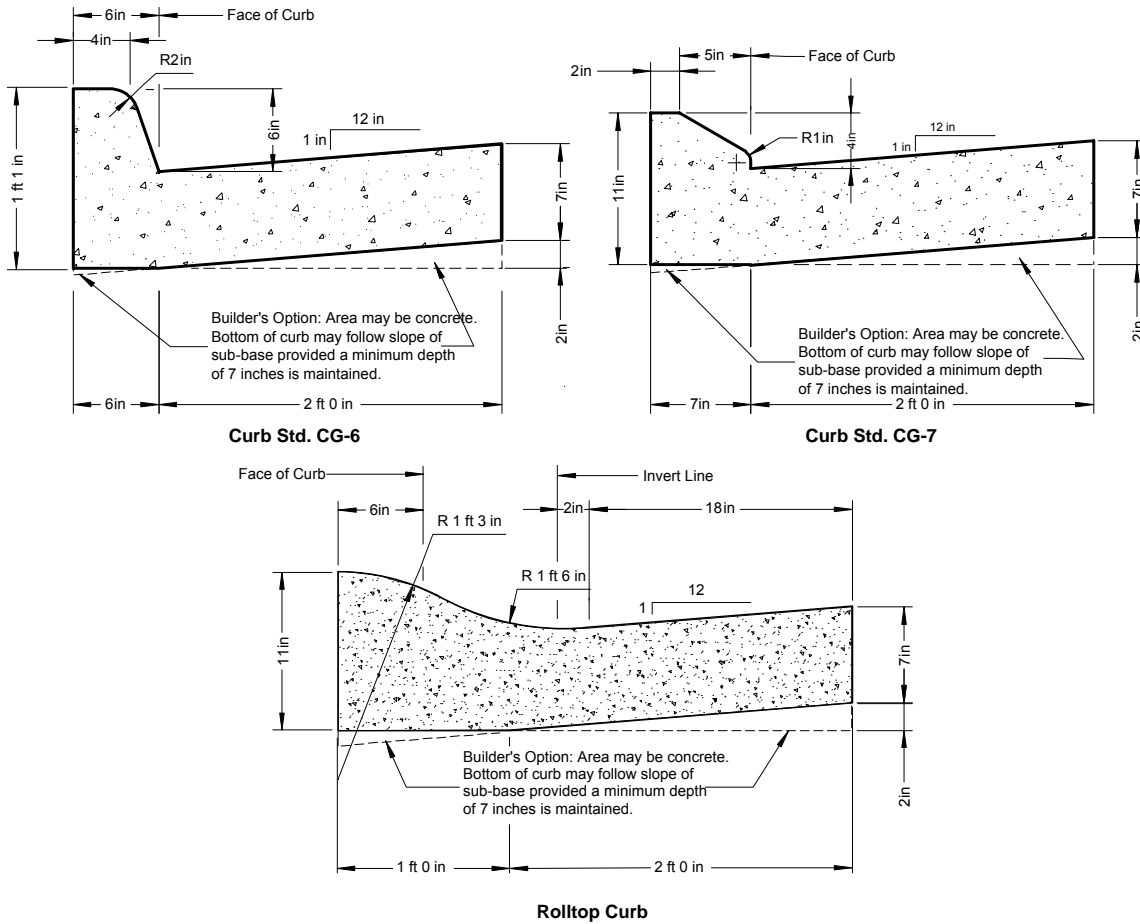 6in
Face of Curb
4in
R2in
1 ft 1 in
6in
12 in
1 in
7in
2in
Builder's Option: Area may be concrete.
Bottom of curb may follow slope of
sub-base provided a minimum depth
of 7 inches is maintained.
6in
2 ft 0 in
Curb Std. CG-6
5in
Face of Curb
2in
R1in
4in
12 in
1 in
11in
7in
2in
Builder's Option: Area may be concrete.
Bottom of curb may follow slope of
sub-base provided a minimum depth
of 7 inches is maintained.
7in
2 ft 0 in
Curb Std. CG-7
Face of Curb
Invert Line
6in
2in
18in
R 1 ft 3 in
R 1 ft 6 in
12
1
11in
7in
2in
Builder's Option: Area may be concrete.
Bottom of curb may follow slope of
sub-base provided a minimum depth
of 7 inches is maintained.
1 ft 0 in
2 ft 0 in
Rolltop Curb